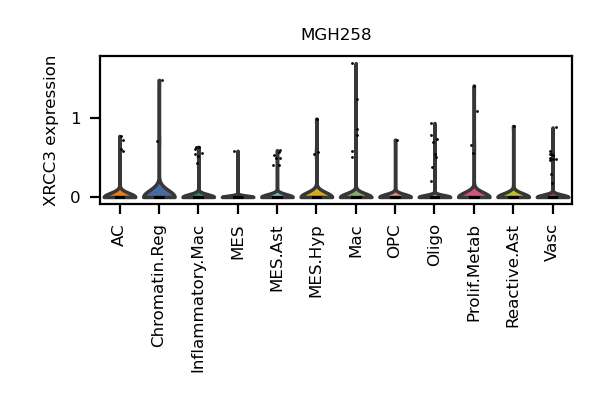 MGH258
XRCC3 expression
1
0
AC
Chromatin.Reg
Inflammatory.Mac
MES
MES.Ast
MES.Hyp
Mac
OPC
Oligo
Prolif.Metab
Reactive.Ast
Vasc